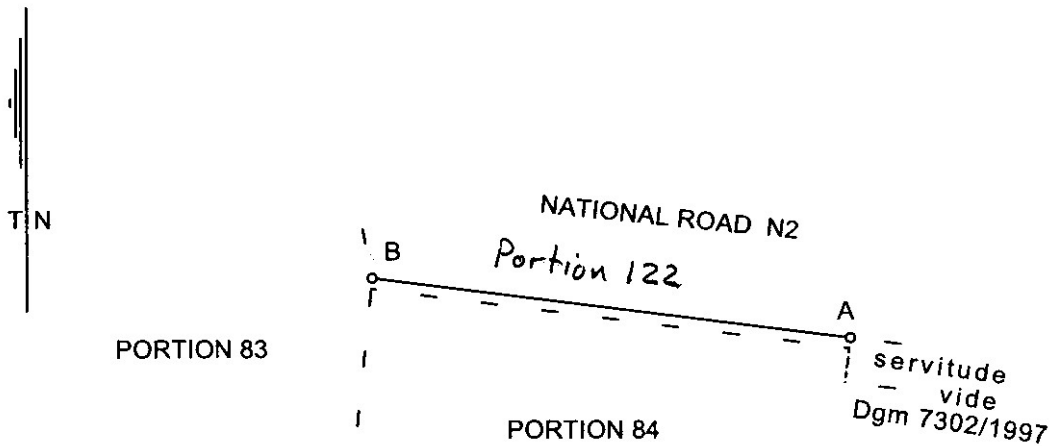 T N
NATIONAL ROAD N2
B
Portion 122
A
PORTION 83
servitude
vide
Dgm 7302/1997
PORTION 84